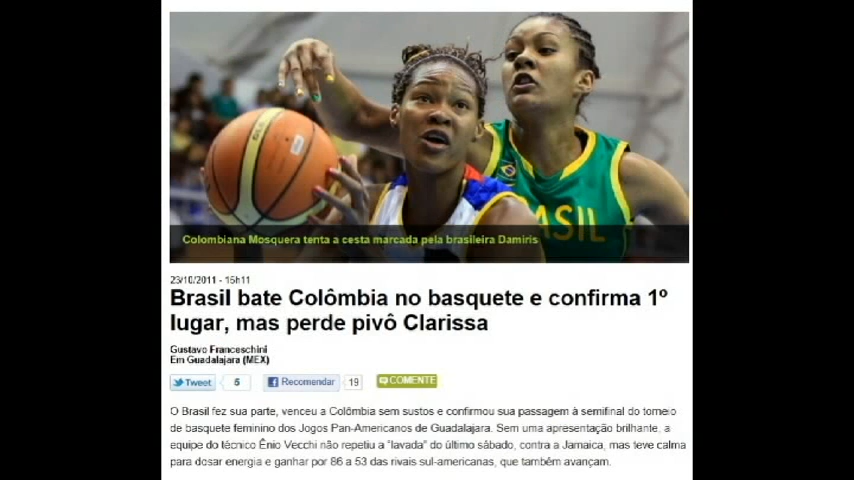 ASIL
Colombiana Mosquera tenta a cesta marcada pela brasileira Damiris
23/10/2011 - 15h11
Brasil bate Colômbia no basquete e confirma 1º
lugar, mas perde pivô Clarissa
Gustavo Franceschini
Em Guadalajara (MEX)
Tweet 5 Recomendar 19 COMENTE
O Brasil fez sua parte, venceu a Colômbia sem sustos e confirmou sua passagem à semifinal do torneio
de basquete feminino dos Jogos Pan-Americanos de Guadalajara. Sem uma apresentação brilhante, a
equipe do técnico Ênio Vecchi não repetiu a "lavada" do último sábado, contra a Jamaica, mas teve calma
para dosar energia e ganhar por 86 a 53 das rivais sul-americanas, que também avançam.